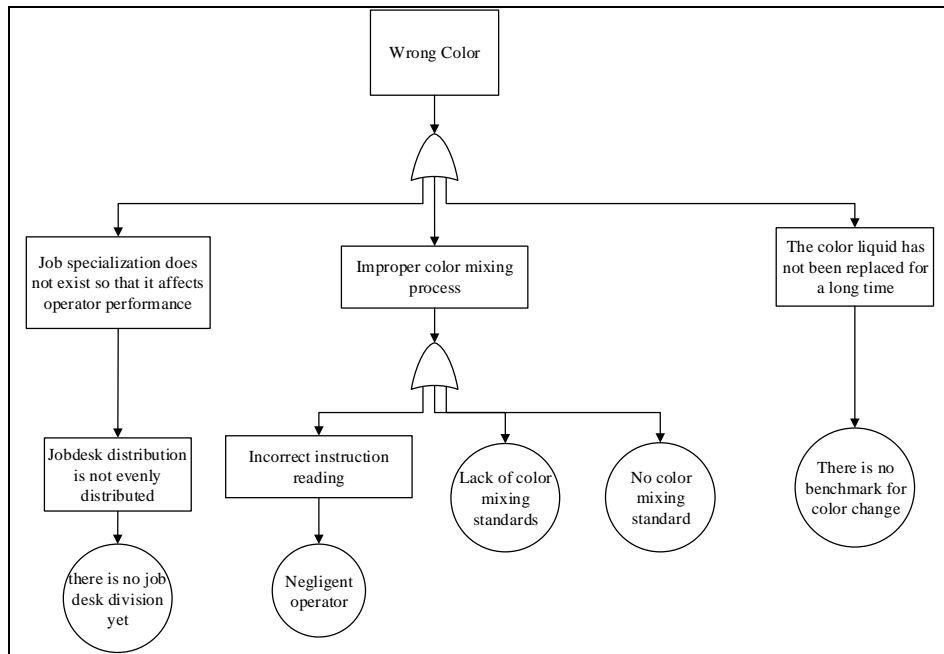 Wrong Color
Job specialization does
not exist so that it affects
operator performance
Improper color mixing
process
The color liquid has
not been replaced for
a long time
Jobdesk distribution
is not evenly
distributed
Incorrect instruction
reading
Lack of color
mixing
standards
No color
mixing
standard
There is no
benchmark for
color change
there is no job
desk division
yet
Negligent
operator